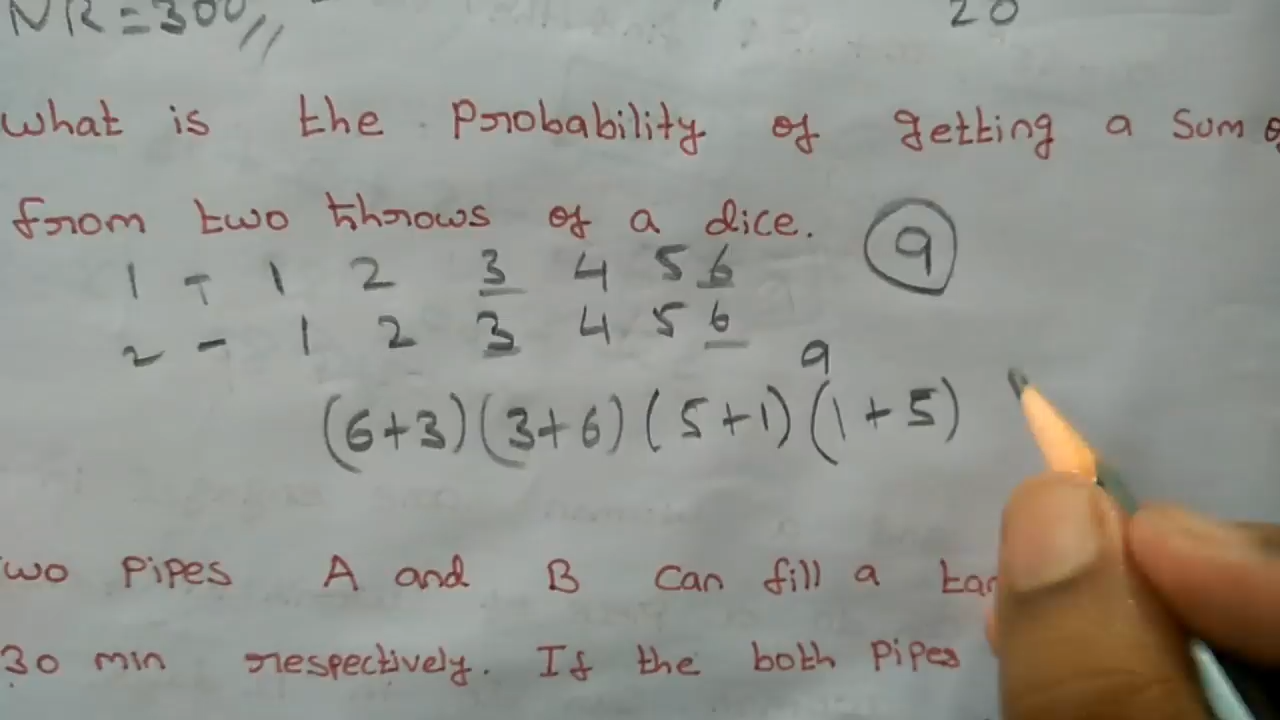 NR = 300//
20
What is the Probability of getting a Sum
from two throws of a dice. 9
1 - 1 2 3 4 5 6
2 - 1 2 3 4 5 6
9
(6+3) (3+6) (5+1) (1+5)
wo pipes A and B can fill a tan
30 min respectively. If the both pipes